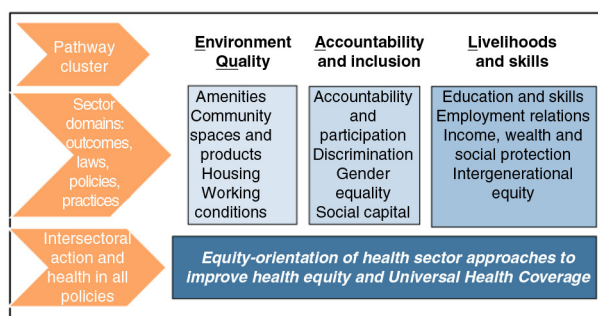 Pathway
cluster
Environment
Quality
Accountability
and inclusion
Livelihoods
and skills
Sector
domains:
outcomes,
laws,
policies,
practices
Amenities
Community
spaces and
products
Housing
Working
conditions
Accountability
and
participation
Discrimination
Gender
equality
Social capital
Education and skills
Employment relations
Income, wealth and
social protection
Intergenerational
equity
Intersectoral
action and
health in all
policies
Equity-orientation of health sector approaches to
improve health equity and Universal Health Coverage